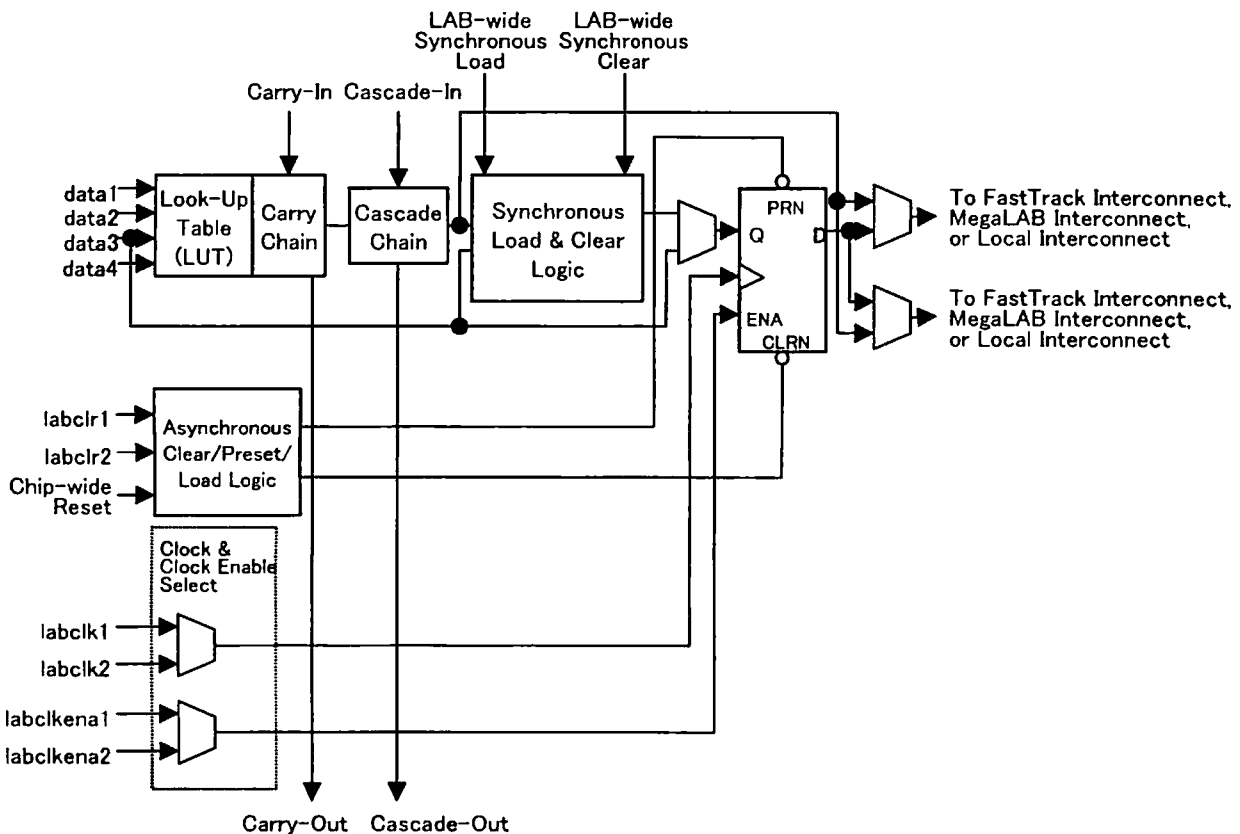 LAB-wide
Synchronous
Load
LAB-wide
Synchronous
Clear
Carry-In
Cascade-In
data1
data2
data3
data4
Look-Up
Table
(LUT)
Carry
Chain
Cascade
Chain
Synchronous
Load & Clear
Logic
PRN
Q
D
ENA
CLRN
To FastTrack Interconnect,
MegaLAB Interconnect,
or Local Interconnect
To FastTrack Interconnect,
MegaLAB Interconnect,
or Local Interconnect
labclr1
labclr2
Chip-wide
Reset
Asynchronous
Clear/Preset/
Load Logic
Clock &
Clock Enable
Select
labclk1
labclk2
labclkena1
labclkena2
Carry-Out
Cascade-Out